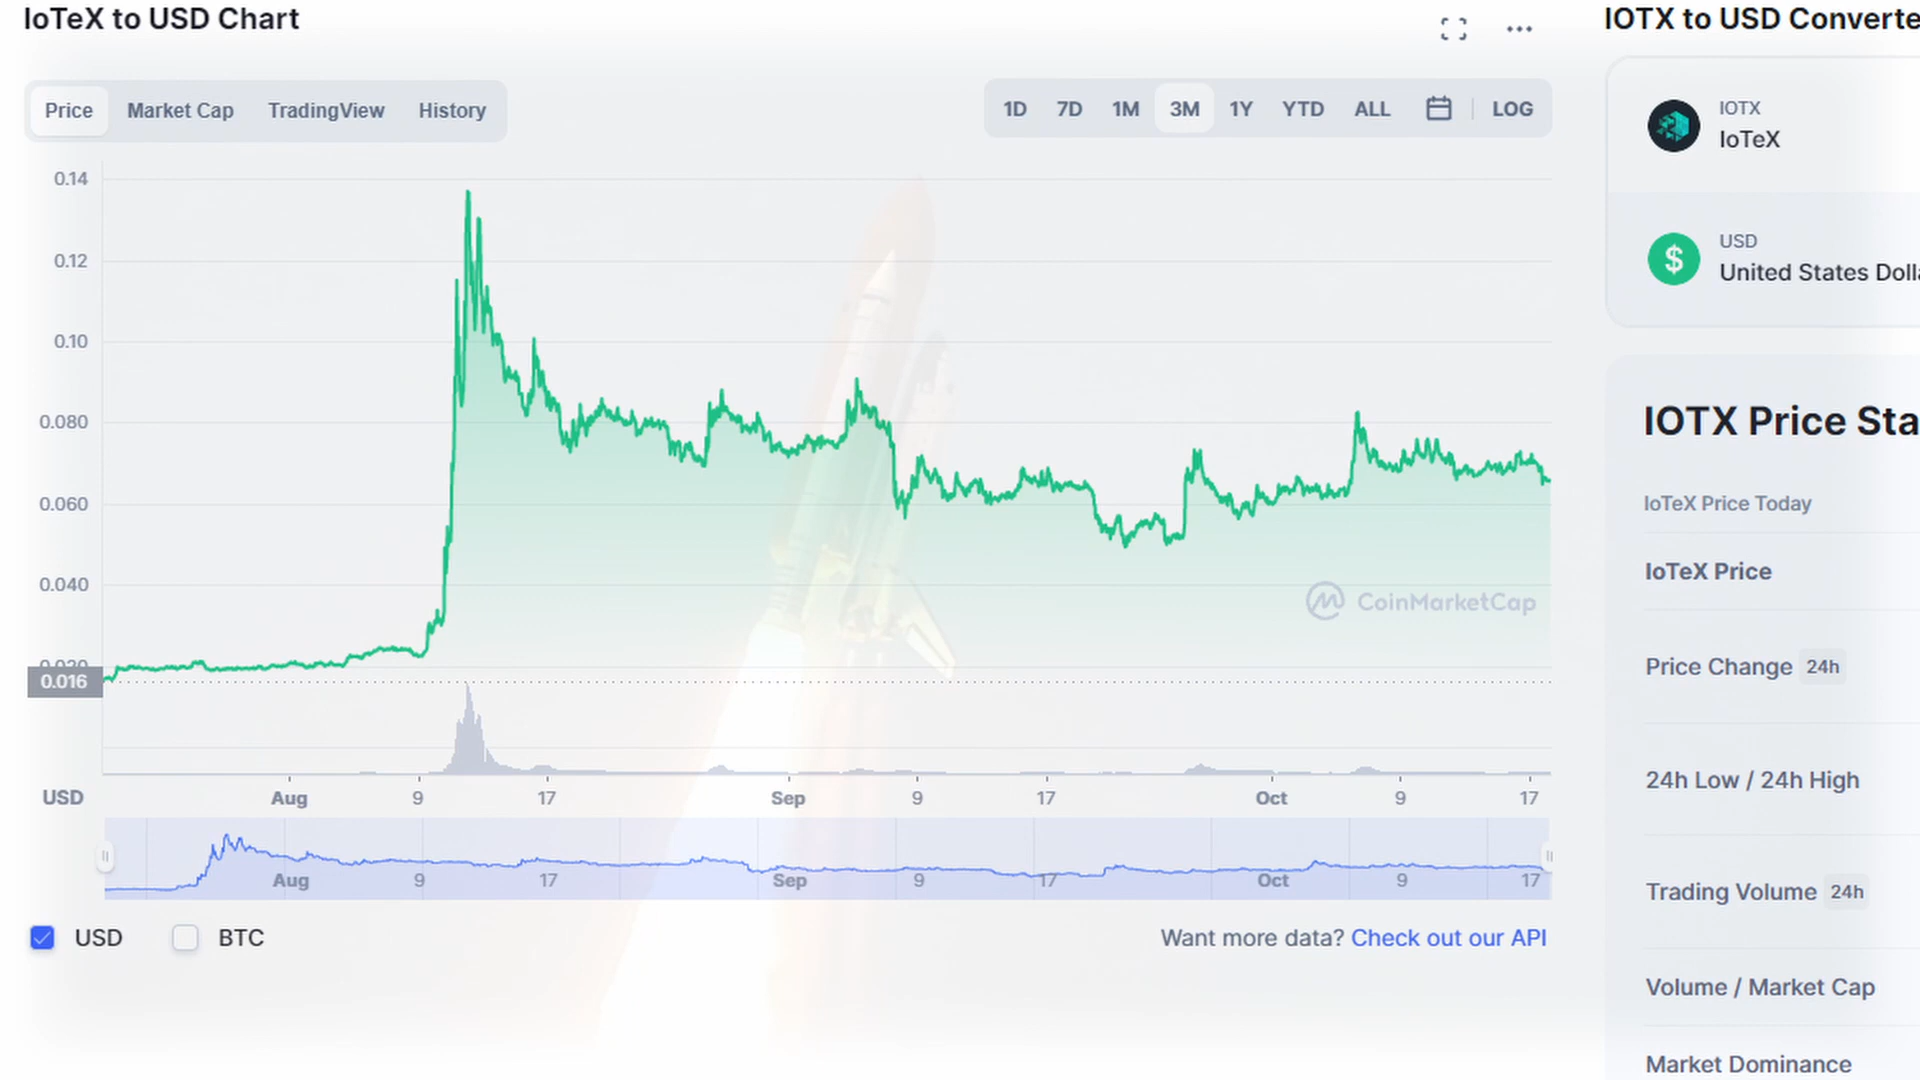 IoTeX to USD Chart
IOTX to USD Converte
Price Market Cap TradingView History
1D 7D 1M 3M 1Y YTD ALL LOG
IOTX
IoTeX
USD
United States Dolla
0.14
0.12
0.10
0.080
0.060
0.040
0.020
0.016
CoinMarketCap
USD Aug 9 17 Sep 9 17 Oct 9 17
Aug 9 17 Sep 9 17 Oct 9 17
USD BTC
Want more data? Check out our API
IOTX Price Sta
IoTeX Price Today
IoTeX Price
Price Change 24h
24h Low / 24h High
Trading Volume 24h
Volume / Market Cap
Market Dominance